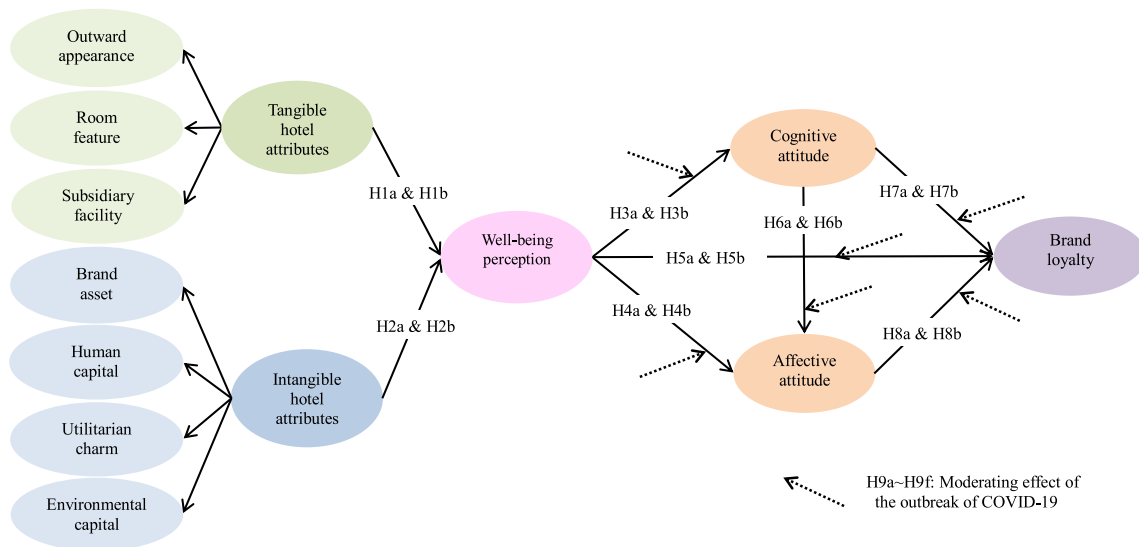 Outward
appearance
Room
feature
Subsidiary
facility
Brand
asset
Human
capital
Utilitarian
charm
Environmental
capital
Tangible
hotel
attributes
Intangible
hotel
attributes
H1a & H1b
H2a & H2b
Well-being
perception
H3a & H3b
H5a & H5b
H4a & H4b
Cognitive
attitude
H6a & H6b
Affective
attitude
H7a & H7b
H8a & H8b
Brand
loyalty
H9a~H9f: Moderating effect of
the outbreak of COVID-19